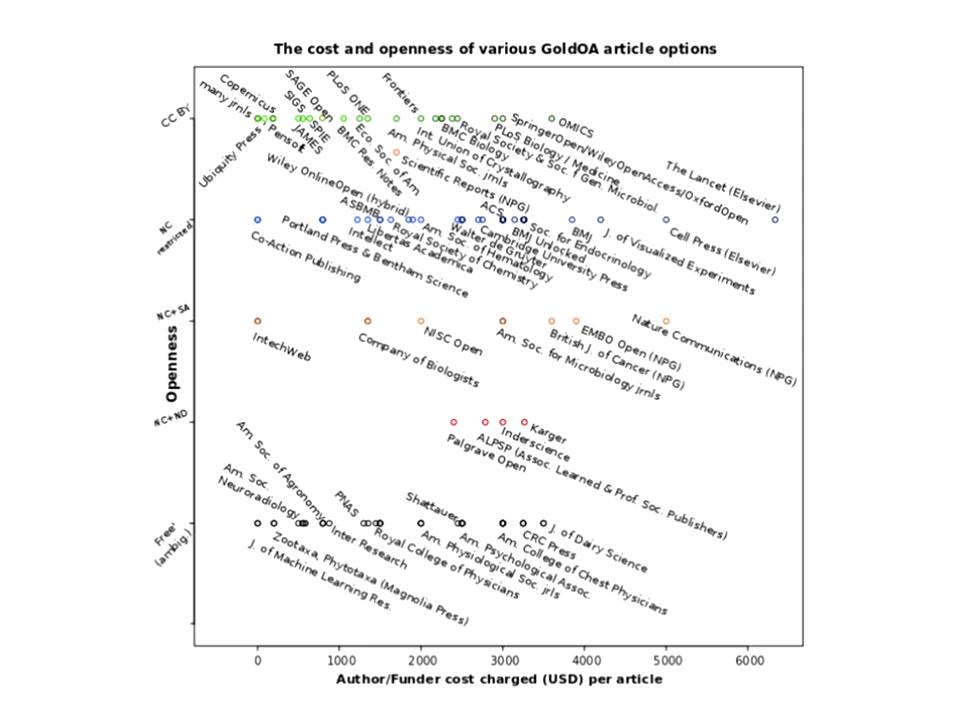 The cost and openness of various GoldOA article options
CC BY
NC
restricted)
NC+SA
NC+ND
'Free'
(ambig.)
Openness
Copernicus
many jrnls
Ubiquity Press
Pensoft
SAGE Open
SIGS
SPIE
JAMES
PLoS ONE
BMC Res. Notes
Eco. Soc. of Am.
Frontiers
Am. Physical Soc. jrnls
Int. Union of Crystallography
BMC Biology
Royal Society & Soc. f Gen. Microbiol.
PLoS Biology / Medicine
SpringerOpen/WileyOpenAccess/OxfordOpen
OMICS
Scientific Reports (NPG)
The Lancet (Elsevier)
Wiley OnlineOpen (hybrid)
Co-Action Publishing
Portland Press & Bentham Science
ASBMB
Intellect
Libertas Academica
Royal Society of Chemistry
Am. Soc. of Hematology
Walter de Gruyter
ACS
Cambridge University Press
BMJ Unlocked
Soc. for Endocrinology
BMJ
J. of Visualized Experiments
Cell Press (Elsevier)
IntechWeb
Company of Biologists
NISC Open
Am. Soc. for Microbiology jrnls
British J. of Cancer (NPG)
EMBO Open (NPG)
Nature Communications (NPG)
Palgrave Open
ALPSP (Assoc. Learned & Prof. Soc. Publishers)
Inderscience
Karger
Am. Soc. of Agronomy
Am. Soc.
Neuroradiology
J. of Machine Learning Res.
Zootaxa, Phytotaxa (Magnolia Press)
Inter Research
PNAS
Royal College of Physicians
Shattauer
Am. Physiological Soc. jrls
Am. Psychological Assoc.
Am. College of Chest Physicians
CRC Press
J. of Dairy Science
0 1000 2000 3000 4000 5000 6000
Author/Funder cost charged (USD) per article